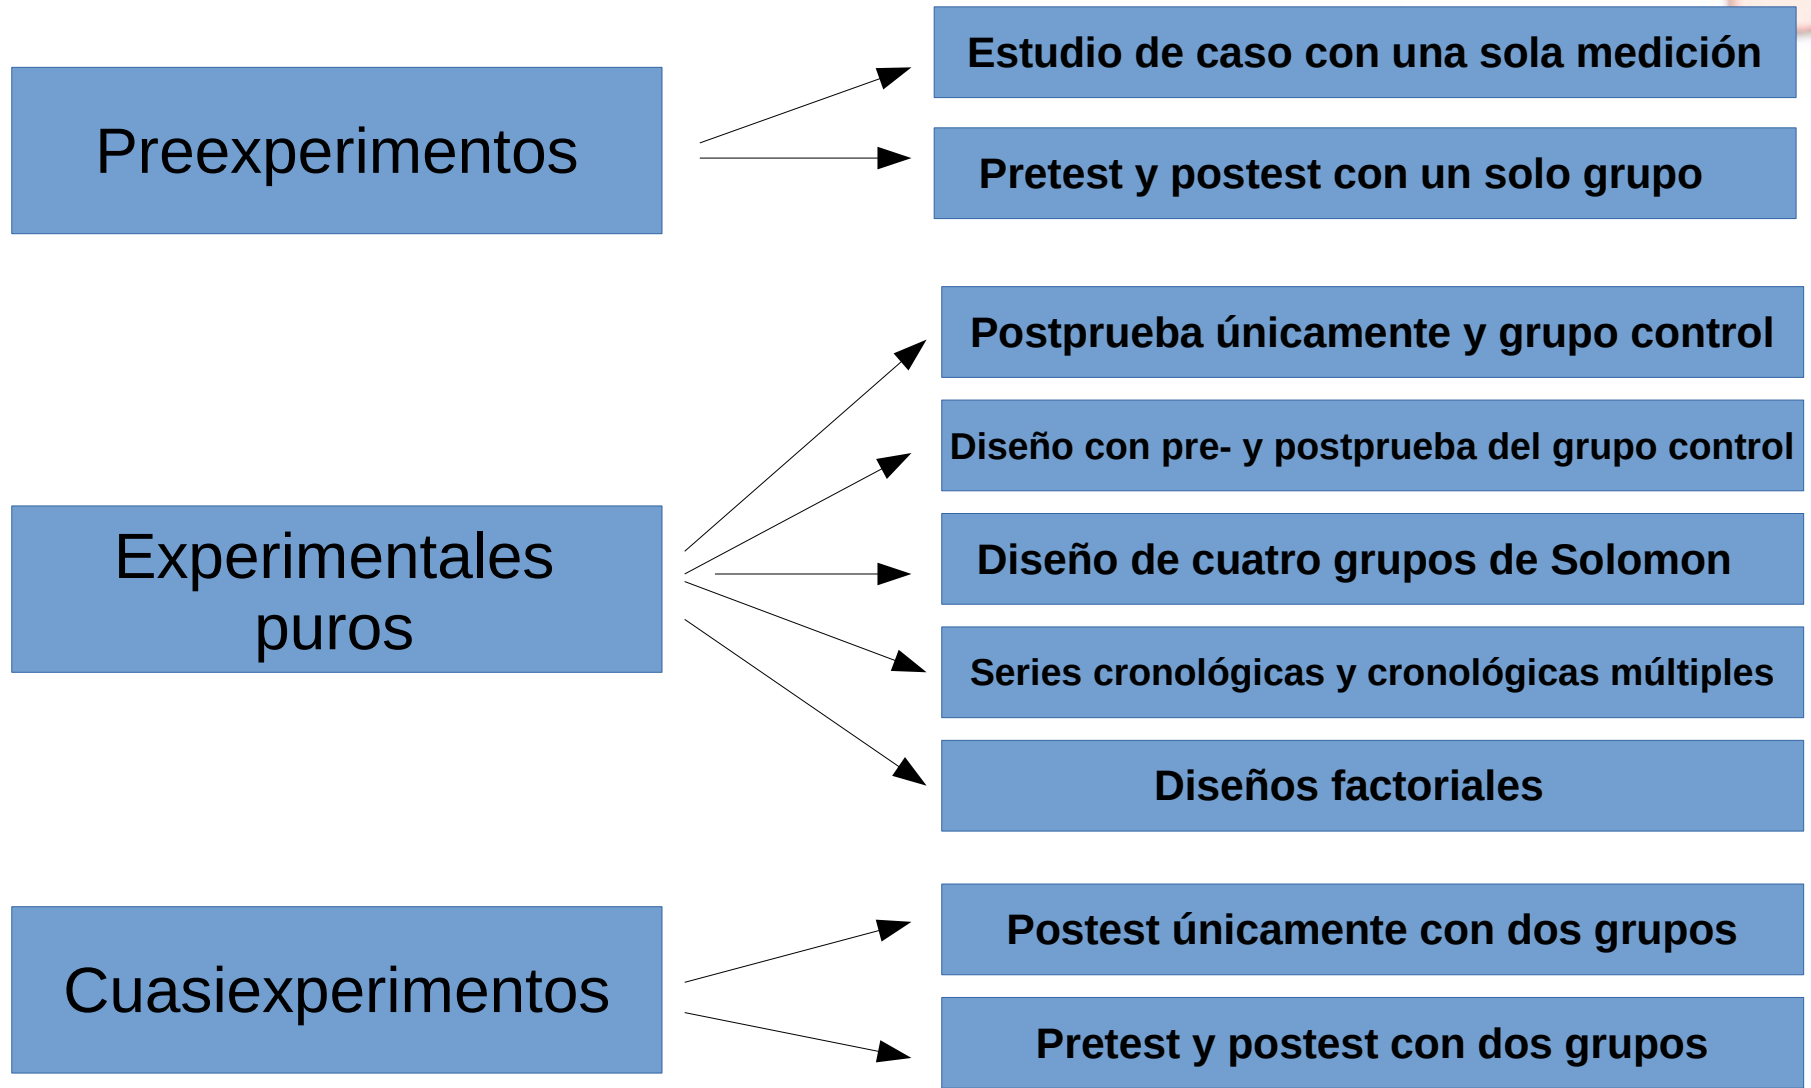 Preexperimentos
Estudio de caso con una sola medición
Pretest y postest con un solo grupo
Experimentales
puros
Postprueba únicamente y grupo control
Diseño con pre- y postprueba del grupo control
Diseño de cuatro grupos de Solomon
Series cronológicas y cronológicas múltiples
Diseños factoriales
Cuasiexperimentos
Postest únicamente con dos grupos
Pretest y postest con dos grupos